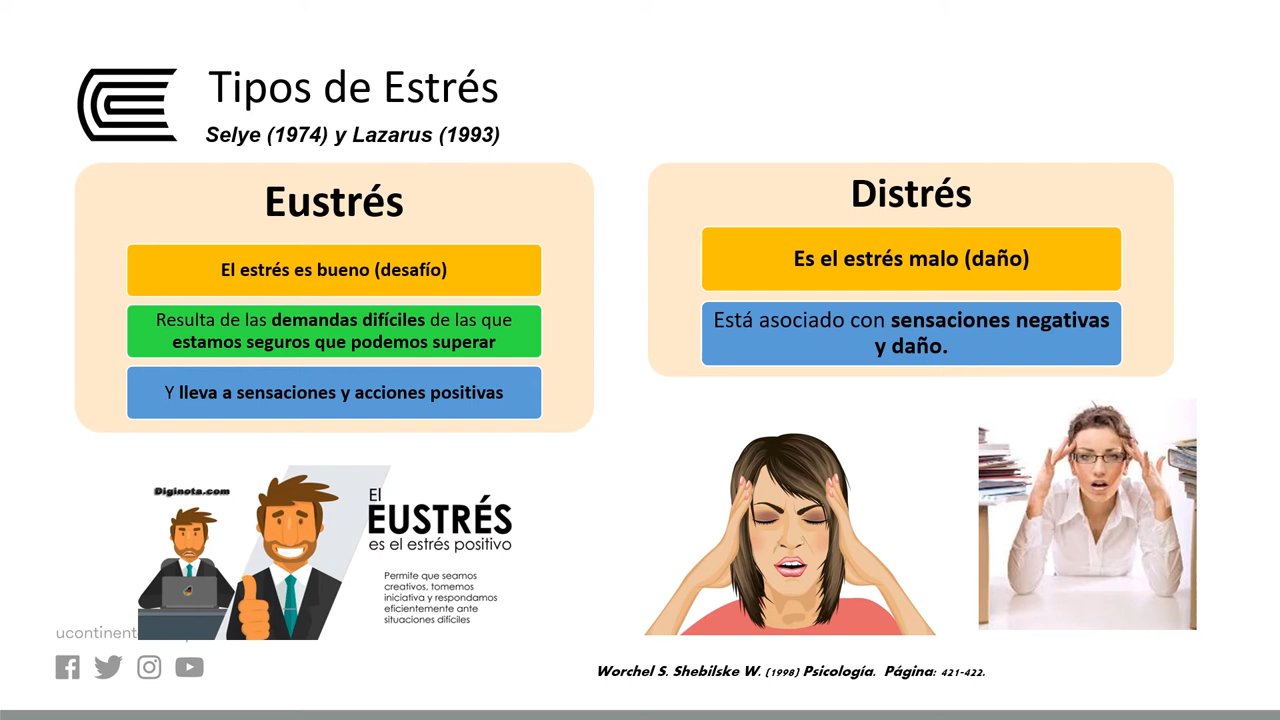 Tipos de Estrés
Selye (1974) y Lazarus (1993)
Eustrés
El estrés es bueno (desafío)
Resulta de las demandas difíciles de las que
estamos seguros que podemos superar
Y lleva a sensaciones y acciones positivas
Distrés
Es el estrés malo (daño)
Está asociado con sensaciones negativas
y daño.
Diginota.com
El
EUSTRÉS
es el estrés positivo
Permite que seamos
creativos, tomemos
iniciativa y respondamos
eficientemente ante
situaciones difíciles
ucontinent
Worchel S. Shebilske W. (1998) Psicología. Página: 421-422.